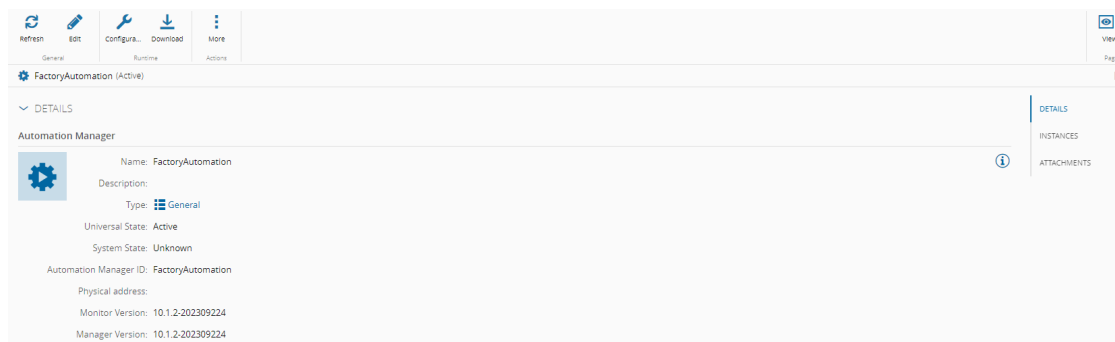 Refresh Edit Configura... Download More View
General Runtime Actions Pag
FactoryAutomation (Active)
DETAILS
DETAILS
INSTANCES
ATTACHMENTS
Automation Manager
Name: FactoryAutomation
Description:
Type: General
Universal State: Active
System State: Unknown
Automation Manager ID: FactoryAutomation
Physical address:
Monitor Version: 10.1.2-202309224
Manager Version: 10.1.2-202309224